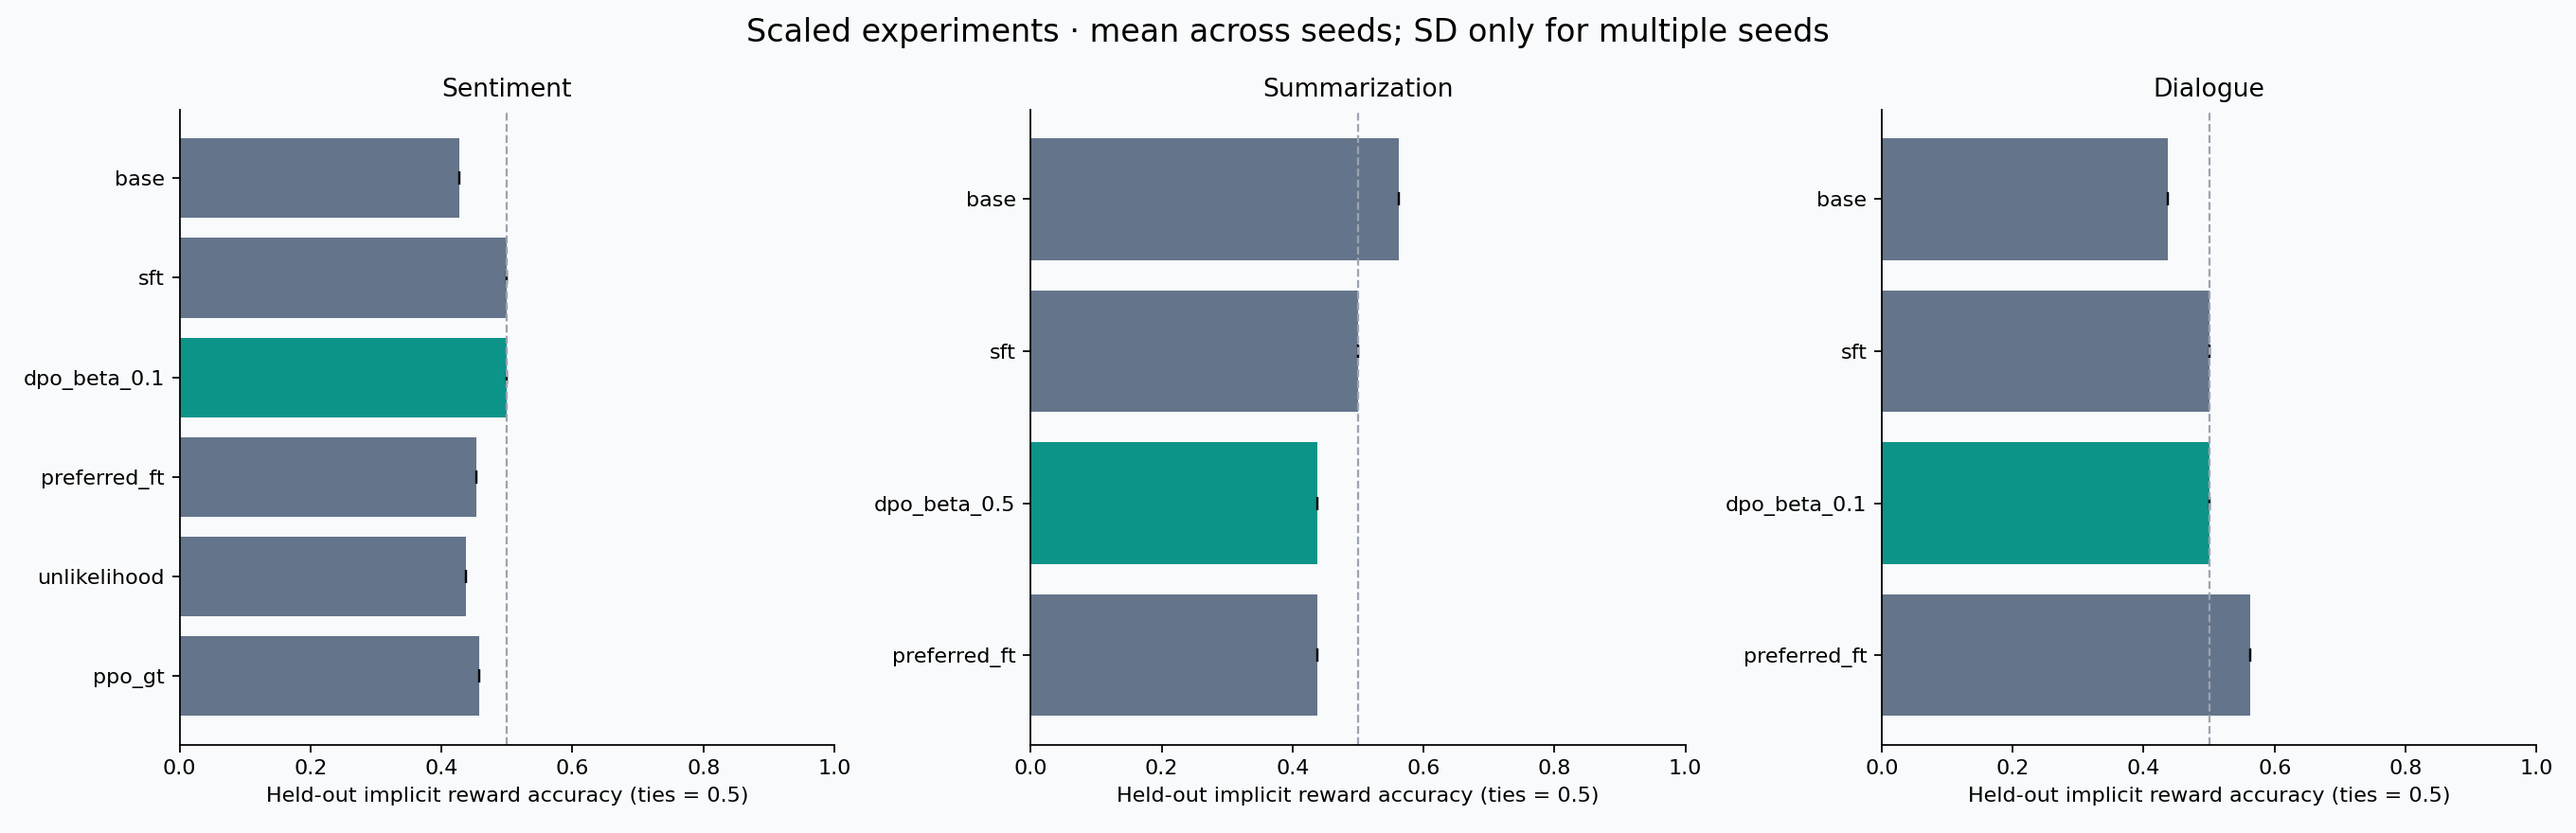 Scaled experiments · mean across seeds; SD only for multiple seeds
Sentiment
base
sft
dpo_beta_0.1
preferred_ft
unlikelihood
ppo_gt
0.0 0.2 0.4 0.6 0.8 1.0
Held-out implicit reward accuracy (ties = 0.5)
Summarization
base
sft
dpo_beta_0.5
preferred_ft
0.0 0.2 0.4 0.6 0.8 1.0
Held-out implicit reward accuracy (ties = 0.5)
Dialogue
base
sft
dpo_beta_0.1
preferred_ft
0.0 0.2 0.4 0.6 0.8 1.0
Held-out implicit reward accuracy (ties = 0.5)